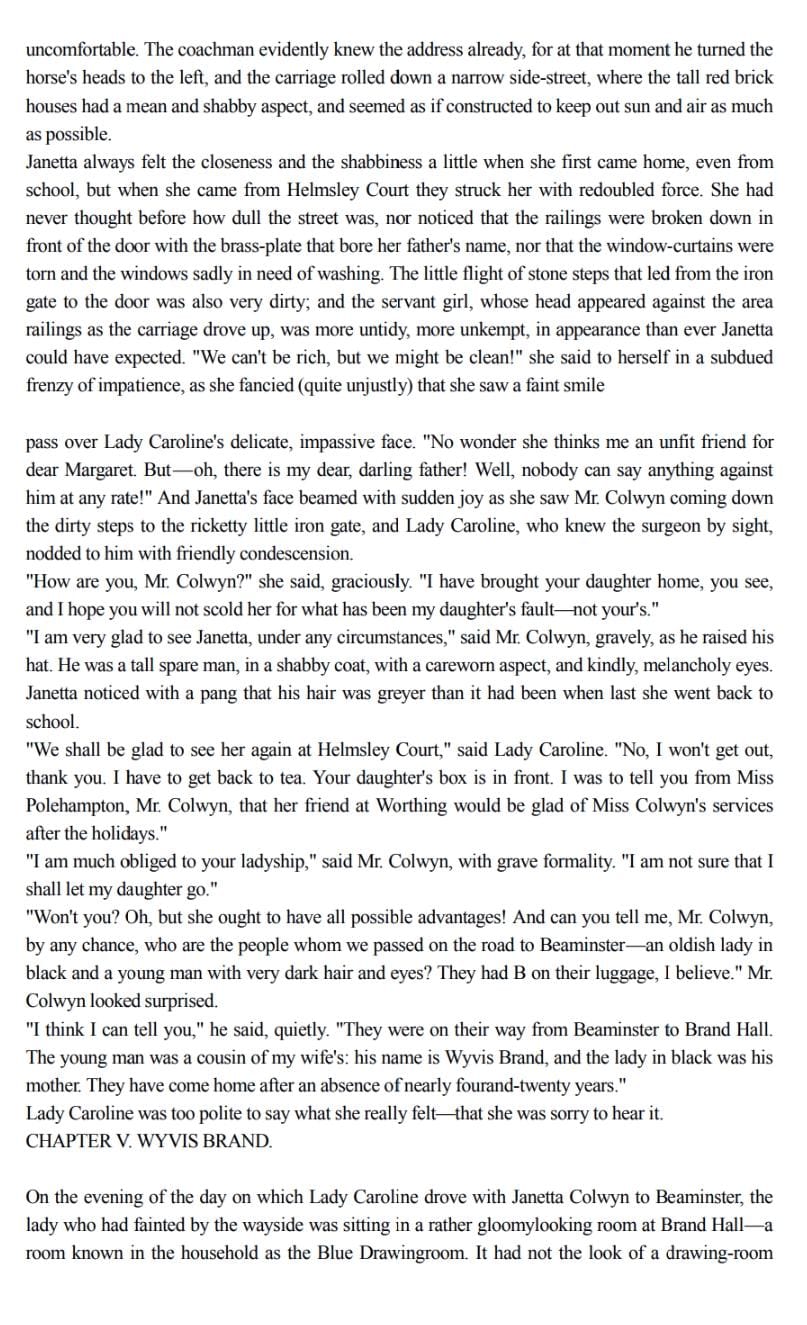 uncomfortable. The coachman evidently knew the address already, for at that moment he turned the
horse's heads to the left, and the carriage rolled down a narrow side-street, where the tall red brick
houses had a mean and shabby aspect, and seemed as if constructed to keep out sun and air as much
as possible.
Janetta always felt the closeness and the shabbiness a little when she first came home, even from
school, but when she came from Helmsley Court they struck her with redoubled force. She had
never thought before how dull the street was, nor noticed that the railings were broken down in
front of the door with the brass-plate that bore her father's name, nor that the window-curtains were
torn and the windows sadly in need of washing. The little flight of stone steps that led from the iron
gate to the door was also very dirty; and the servant girl, whose head appeared against the area
railings as the carriage drove up, was more untidy, more unkempt, in appearance than ever Janetta
could have expected. "We can't be rich, but we might be clean!" she said to herself in a subdued
frenzy of impatience, as she fancied (quite unjustly) that she saw a faint smile
pass over Lady Caroline's delicate, impassive face. "No wonder she thinks me an unfit friend for
dear Margaret. But—oh, there is my dear, darling father! Well, nobody can say anything against
him at any rate!" And Janetta's face beamed with sudden joy as she saw Mr. Colwyn coming down
the dirty steps to the ricketty little iron gate, and Lady Caroline, who knew the surgeon by sight,
nodded to him with friendly condescension.
"How are you, Mr. Colwyn?" she said, graciously. "I have brought your daughter home, you see,
and I hope you will not scold her for what has been my daughter's fault—not your's."
"I am very glad to see Janetta, under any circumstances," said Mr. Colwyn, gravely, as he raised his
hat. He was a tall spare man, in a shabby coat, with a careworn aspect, and kindly, melancholy eyes.
Janetta noticed with a pang that his hair was greyer than it had been when last she went back to
school.
"We shall be glad to see her again at Helmsley Court," said Lady Caroline. "No, I won't get out,
thank you. I have to get back to tea. Your daughter's box is in front. I was to tell you from Miss
Polehampton, Mr. Colwyn, that her friend at Worthing would be glad of Miss Colwyn's services
after the holidays."
"I am much obliged to your ladyship," said Mr. Colwyn, with grave formality. "I am not sure that I
shall let my daughter go."
"Won't you? Oh, but she ought to have all possible advantages! And can you tell me, Mr. Colwyn,
by any chance, who are the people whom we passed on the road to Beaminster—an oldish lady in
black and a young man with very dark hair and eyes? They had B on their luggage, I believe." Mr.
Colwyn looked surprised.
"I think I can tell you," he said, quietly. "They were on their way from Beaminster to Brand Hall.
The young man was a cousin of my wife's: his name is Wyvis Brand, and the lady in black was his
mother. They have come home after an absence of nearly fourand-twenty years."
Lady Caroline was too polite to say what she really felt—that she was sorry to hear it.
CHAPTER V. WYVIS BRAND.
On the evening of the day on which Lady Caroline drove with Janetta Colwyn to Beaminster, the
lady who had fainted by the wayside was sitting in a rather gloomylooking room at Brand Hall—a
room known in the household as the Blue Drawingroom. It had not the look of a drawing-room